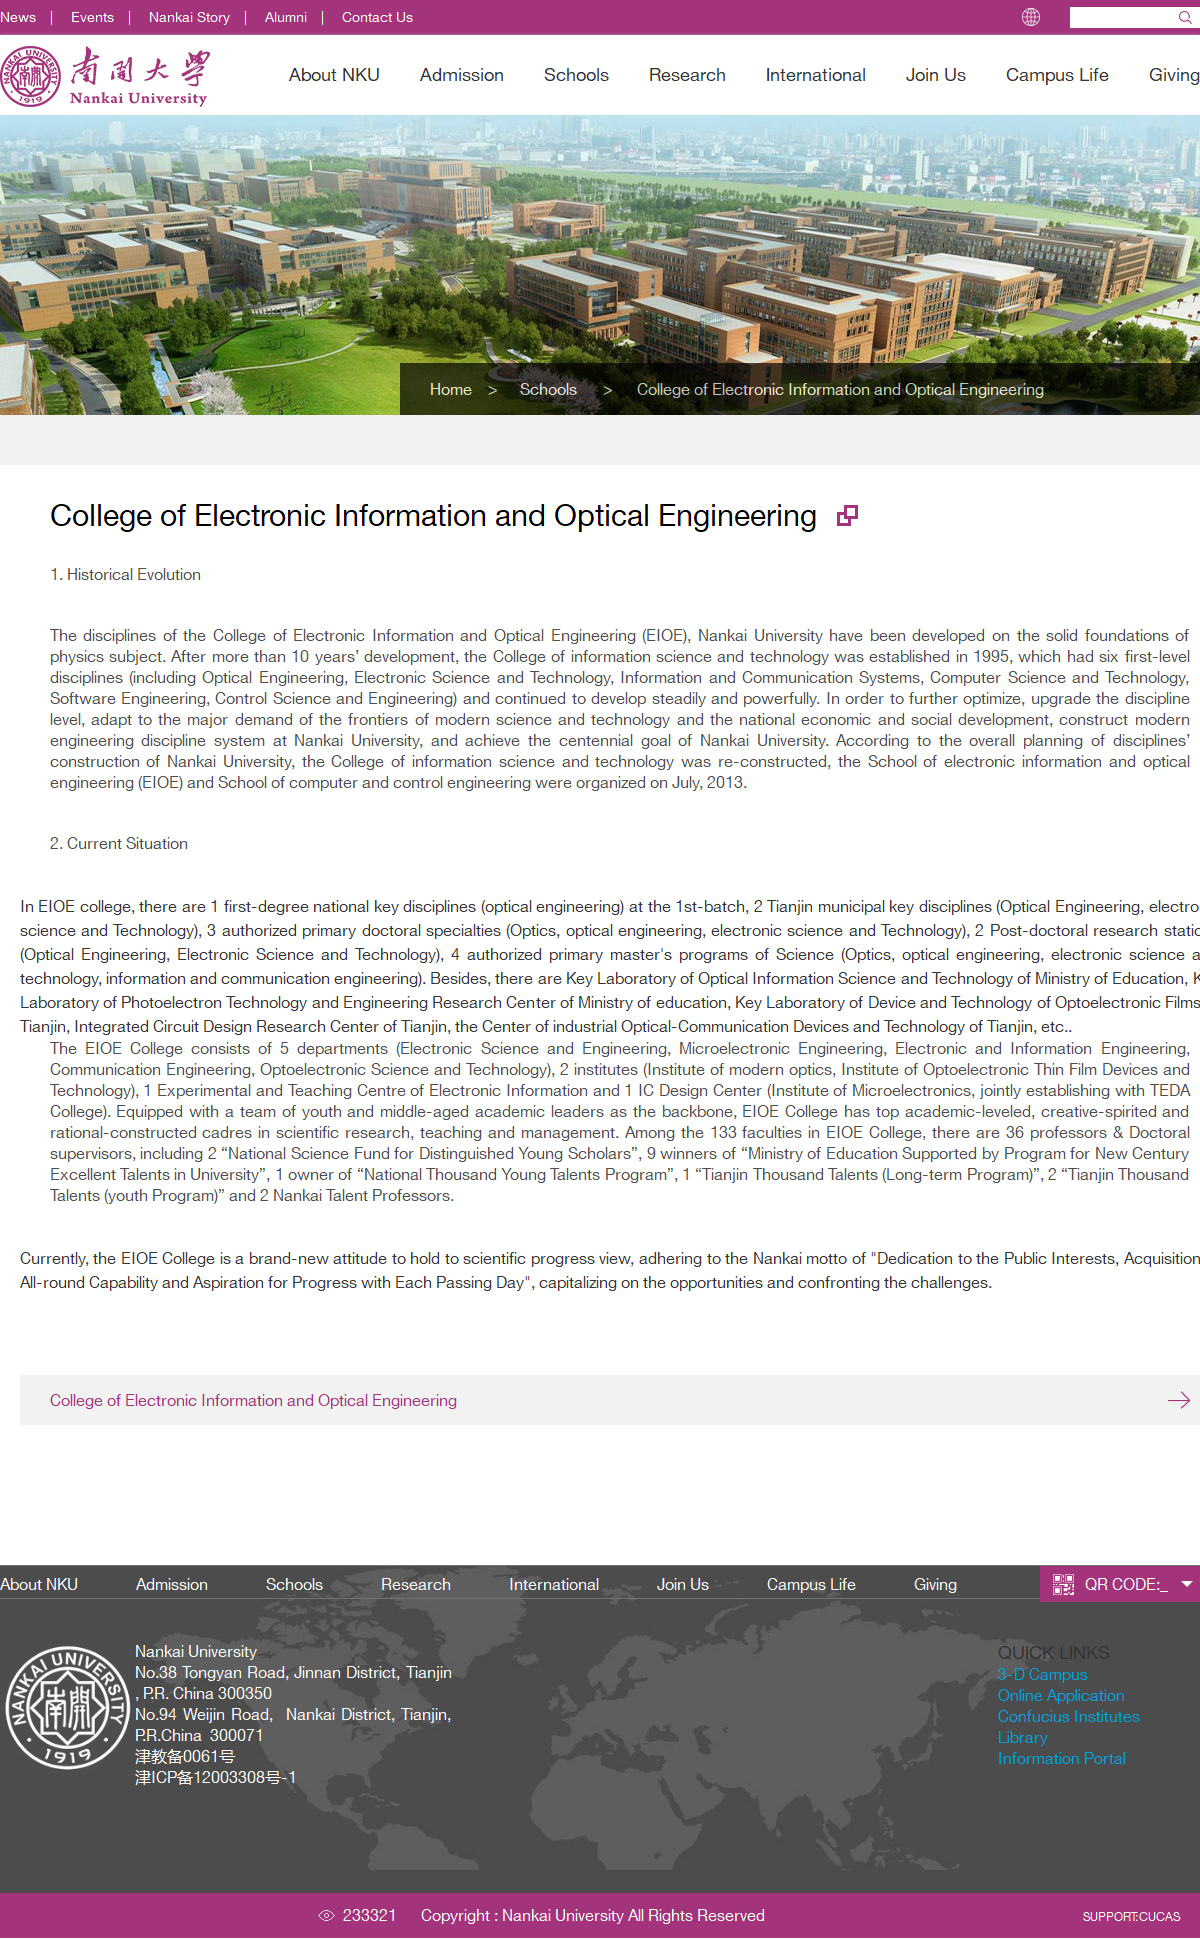 News | Events | Nankai Story | Alumni | Contact Us
南開大學
Nankai University
NANKAI UNIVERSITY
1919
About NKU Admission Schools Research International Join Us Campus Life Giving
Home > Schools > College of Electronic Information and Optical Engineering
College of Electronic Information and Optical Engineering
1. Historical Evolution
The disciplines of the College of Electronic Information and Optical Engineering (EIOE), Nankai University have been developed on the solid foundations of
physics subject. After more than 10 years’ development, the College of information science and technology was established in 1995, which had six first-level
disciplines (including Optical Engineering, Electronic Science and Technology, Information and Communication Systems, Computer Science and Technology,
Software Engineering, Control Science and Engineering) and continued to develop steadily and powerfully. In order to further optimize, upgrade the discipline
level, adapt to the major demand of the frontiers of modern science and technology and the national economic and social development, construct modern
engineering discipline system at Nankai University, and achieve the centennial goal of Nankai University. According to the overall planning of disciplines’
construction of Nankai University, the College of information science and technology was re-constructed, the School of electronic information and optical
engineering (EIOE) and School of computer and control engineering were organized on July, 2013.
2. Current Situation
In EIOE college, there are 1 first-degree national key disciplines (optical engineering) at the 1st-batch, 2 Tianjin municipal key disciplines (Optical Engineering, electro
science and Technology), 3 authorized primary doctoral specialties (Optics, optical engineering, electronic science and Technology), 2 Post-doctoral research static
(Optical Engineering, Electronic Science and Technology), 4 authorized primary master's programs of Science (Optics, optical engineering, electronic science a
technology, information and communication engineering). Besides, there are Key Laboratory of Optical Information Science and Technology of Ministry of Education, K
Laboratory of Photoelectron Technology and Engineering Research Center of Ministry of education, Key Laboratory of Device and Technology of Optoelectronic Films
Tianjin, Integrated Circuit Design Research Center of Tianjin, the Center of industrial Optical-Communication Devices and Technology of Tianjin, etc..
The EIOE College consists of 5 departments (Electronic Science and Engineering, Microelectronic Engineering, Electronic and Information Engineering,
Communication Engineering, Optoelectronic Science and Technology), 2 institutes (Institute of modern optics, Institute of Optoelectronic Thin Film Devices and
Technology), 1 Experimental and Teaching Centre of Electronic Information and 1 IC Design Center (Institute of Microelectronics, jointly establishing with TEDA
College). Equipped with a team of youth and middle-aged academic leaders as the backbone, EIOE College has top academic-leveled, creative-spirited and
rational-constructed cadres in scientific research, teaching and management. Among the 133 faculties in EIOE College, there are 36 professors & Doctoral
supervisors, including 2 “National Science Fund for Distinguished Young Scholars”, 9 winners of “Ministry of Education Supported by Program for New Century
Excellent Talents in University”, 1 owner of “National Thousand Young Talents Program”, 1 “Tianjin Thousand Talents (Long-term Program)”, 2 “Tianjin Thousand
Talents (youth Program)” and 2 Nankai Talent Professors.
Currently, the EIOE College is a brand-new attitude to hold to scientific progress view, adhering to the Nankai motto of "Dedication to the Public Interests, Acquisition
All-round Capability and Aspiration for Progress with Each Passing Day", capitalizing on the opportunities and confronting the challenges.
College of Electronic Information and Optical Engineering
About NKU Admission Schools Research International Join Us Campus Life Giving QR CODE:_
NANKAI UNIVERSITY
南開
1919
Nankai University
No.38 Tongyan Road, Jinnan District, Tianjin
, P.R. China 300350
No.94 Weijin Road, Nankai District, Tianjin,
P.R.China 300071
津教备0061号
津ICP备12003308号-1
QUICK LINKS
3-D Campus
Online Application
Confucius Institutes
Library
Information Portal
233321 Copyright : Nankai University All Rights Reserved
SUPPORT:CUCAS